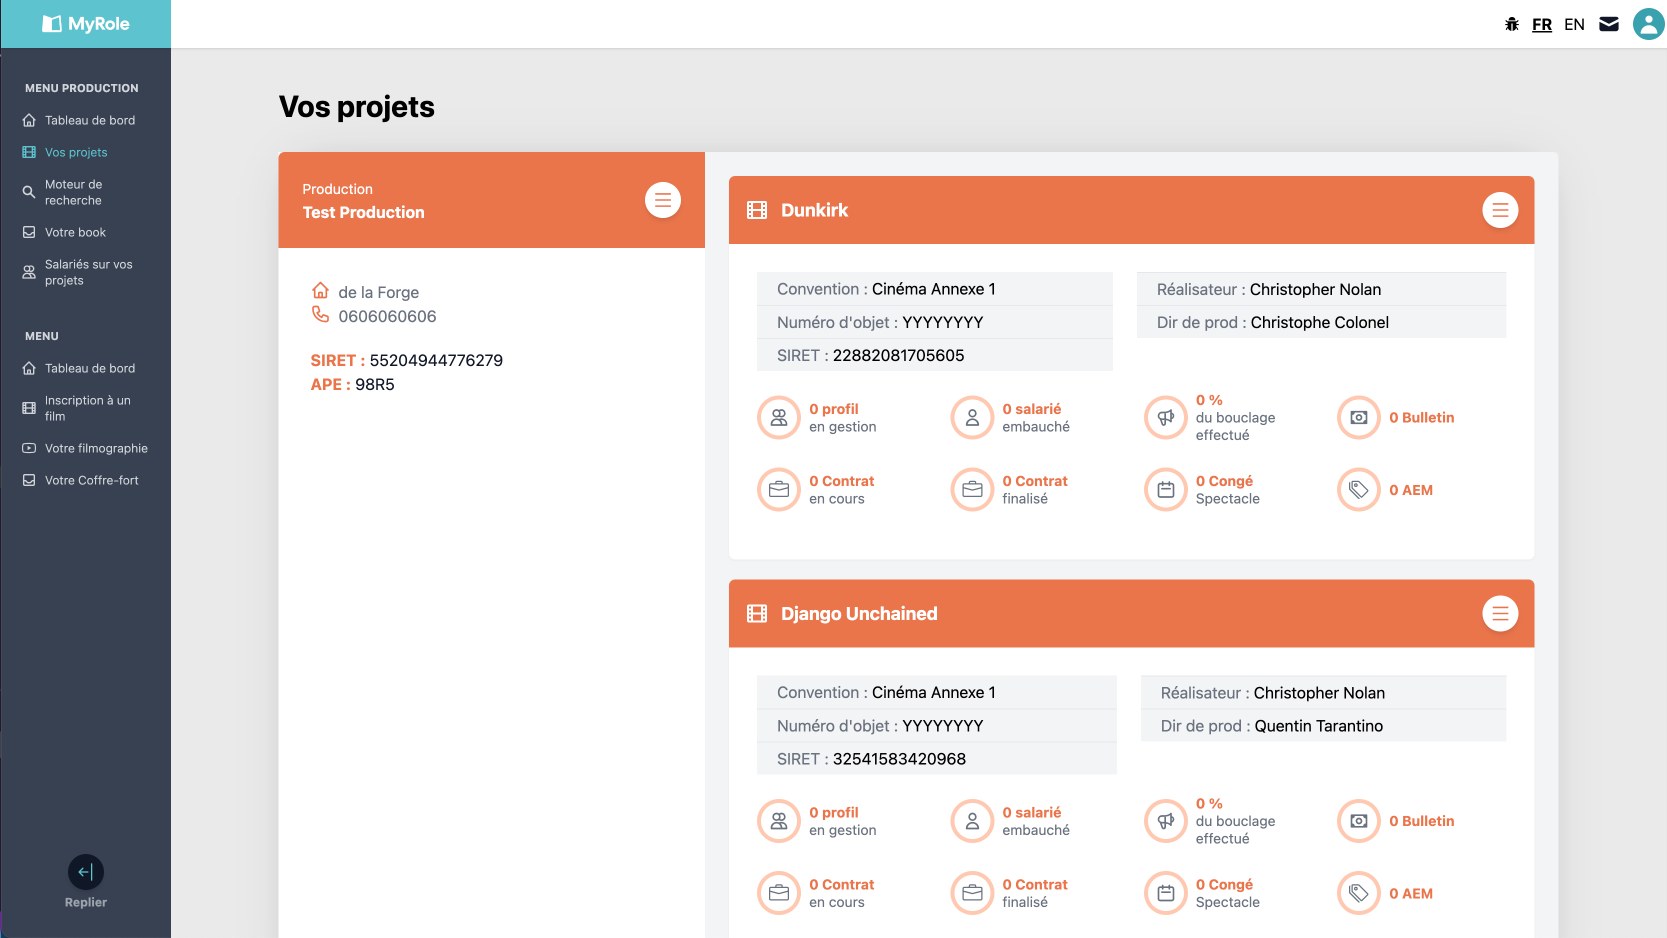 MyRole
FR EN
MENU PRODUCTION
Tableau de bord
Vos projets
Moteur de
recherche
Votre book
Salariés sur vos
projets
MENU
Tableau de bord
Inscription à un
film
Votre filmographie
Votre Coffre-fort
Replier
Vos projets
Production
Test Production
de la Forge
0606060606
SIRET : 55204944776279
APE : 98R5
Dunkirk
Convention : Cinéma Annexe 1
Numéro d'objet : YYYYYYYY
SIRET : 22882081705605
Réalisateur : Christopher Nolan
Dir de prod : Christophe Colonel
0 profil
en gestion
0 salarié
embauché
0 %
du bouclage
effectué
0 Bulletin
0 Contrat
en cours
0 Contrat
finalisé
0 Congé
Spectacle
0 AEM
Django Unchained
Convention : Cinéma Annexe 1
Numéro d'objet : YYYYYYYY
SIRET : 32541583420968
Réalisateur : Christopher Nolan
Dir de prod : Quentin Tarantino
0 profil
en gestion
0 salarié
embauché
0 %
du bouclage
effectué
0 Bulletin
0 Contrat
en cours
0 Contrat
finalisé
0 Congé
Spectacle
0 AEM